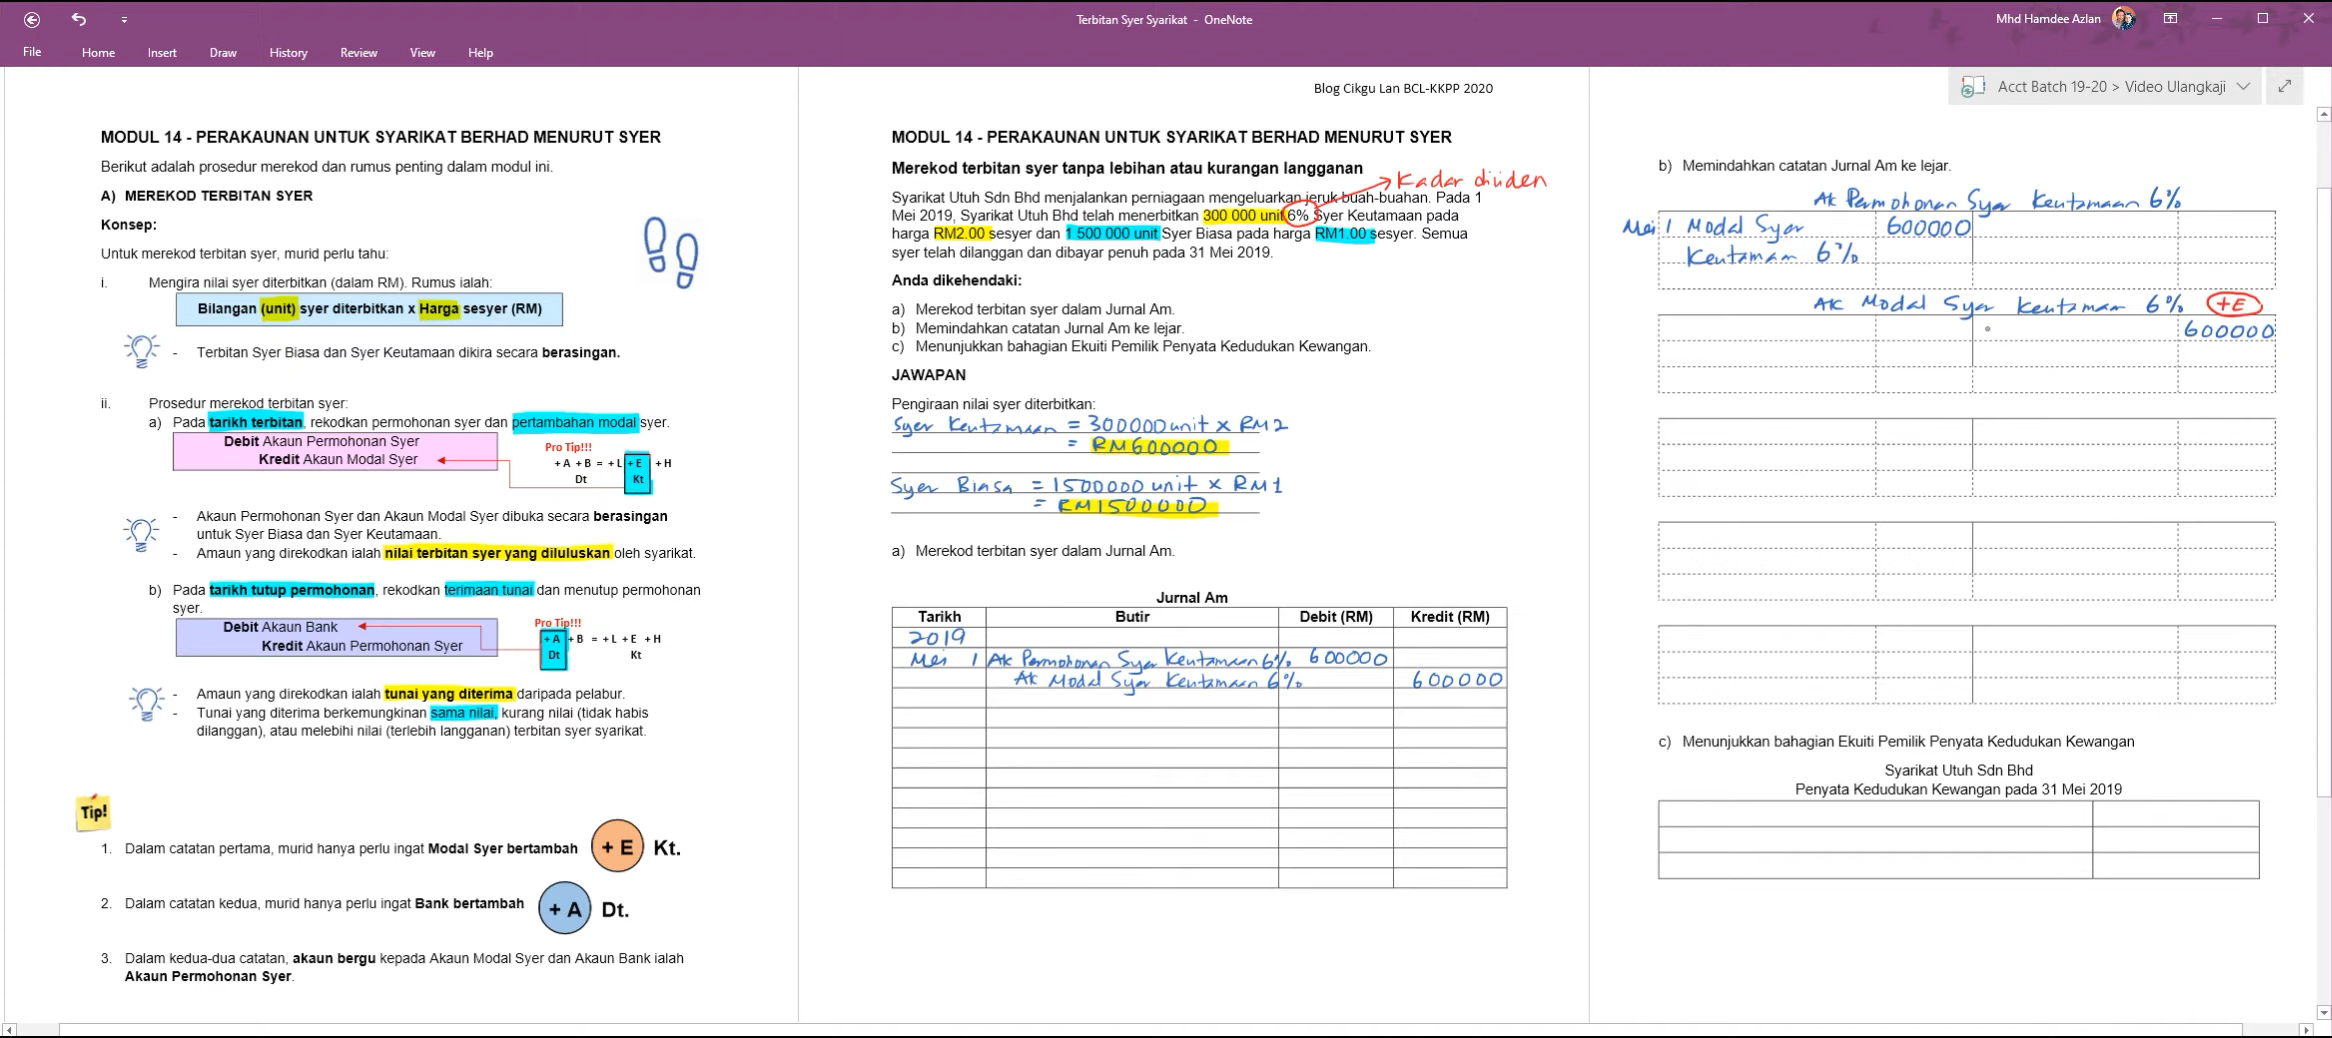 Terbitan Syer Syarikat - OneNote
Mhd Hamdee Azlan
File Home Insert Draw History Review View Help
Acct Batch 19-20 > Video Ulangkaji
MODUL 14 - PERAKAUNAN UNTUK SYARIKAT BERHAD MENURUT SYER
Berikut adalah prosedur merekod dan rumus penting dalam modul ini.
A) MEREKOD TERBITAN SYER
Konsep:
Untuk merekod terbitan syer, murid perlu tahu:
i. Mengira nilai syer diterbitkan (dalam RM). Rumus ialah:
Bilangan (unit) syer diterbitkan x Harga sesyer (RM)
- Terbitan Syer Biasa dan Syer Keutamaan dikira secara berasingan.
ii. Prosedur merekod terbitan syer:
a) Pada tarikh terbitan, rekodkan permohonan syer dan pertambahan modal syer.
Debit Akaun Permohonan Syer
Kredit Akaun Modal Syer
Pro Tip!!!
+ A + B = + L + E + H
Dt Kt
- Akaun Permohonan Syer dan Akaun Modal Syer dibuka secara berasingan
untuk Syer Biasa dan Syer Keutamaan.
- Amaun yang direkodkan ialah nilai terbitan syer yang diluluskan oleh syarikat.
b) Pada tarikh tutup permohonan, rekodkan terimaan tunai dan menutup permohonan
syer.
Debit Akaun Bank
Kredit Akaun Permohonan Syer
Pro Tip!!!
+ A + B = + L + E + H
Dt Kt
- Amaun yang direkodkan ialah tunai yang diterima daripada pelabur.
- Tunai yang diterima berkemungkinan sama nilai, kurang nilai (tidak habis
dilanggan), atau melebihi nilai (terlebih langganan) terbitan syer syarikat.
Tip!
1. Dalam catatan pertama, murid hanya perlu ingat Modal Syer bertambah + E Kt.
2. Dalam catatan kedua, murid hanya perlu ingat Bank bertambah + A Dt.
3. Dalam kedua-dua catatan, akaun bergu kepada Akaun Modal Syer dan Akaun Bank ialah
Akaun Permohonan Syer.
Blog Cikgu Lan BCL-KKPP 2020
MODUL 14 - PERAKAUNAN UNTUK SYARIKAT BERHAD MENURUT SYER
Merekod terbitan syer tanpa lebihan atau kurangan langganan
Kadar dividen
Syarikat Utuh Sdn Bhd menjalankan perniagaan mengeluarkan jeruk buah-buahan. Pada 1
Mei 2019, Syarikat Utuh Bhd telah menerbitkan 300 000 unit 6% Syer Keutamaan pada
harga RM2.00 sesyer dan 1 500 000 unit Syer Biasa pada harga RM1.00 sesyer. Semua
syer telah dilanggan dan dibayar penuh pada 31 Mei 2019.
Anda dikehendaki:
a) Merekod terbitan syer dalam Jurnal Am.
b) Memindahkan catatan Jurnal Am ke lejar.
c) Menunjukkan bahagian Ekuiti Pemilik Penyata Kedudukan Kewangan.
JAWAPAN
Pengiraan nilai syer diterbitkan:
Syer Keutamaan = 300000 unit x RM2
= RM600000
Syer Biasa = 1500000 unit x RM1
= RM1500000
a) Merekod terbitan syer dalam Jurnal Am.
Jurnal Am
Tarikh Butir Debit (RM) Kredit (RM)
2019
Mei 1 Ak Permohonan Syer Keutamaan 6% 600000
Ak Modal Syer Keutamaan 6% 600000
b) Memindahkan catatan Jurnal Am ke lejar.
Ak Permohonan Syer Keutamaan 6%
Mei 1 Modal Syer 600000
Keutamaan 6%
Ak Modal Syer Keutamaan 6% +E
600000
c) Menunjukkan bahagian Ekuiti Pemilik Penyata Kedudukan Kewangan
Syarikat Utuh Sdn Bhd
Penyata Kedudukan Kewangan pada 31 Mei 2019